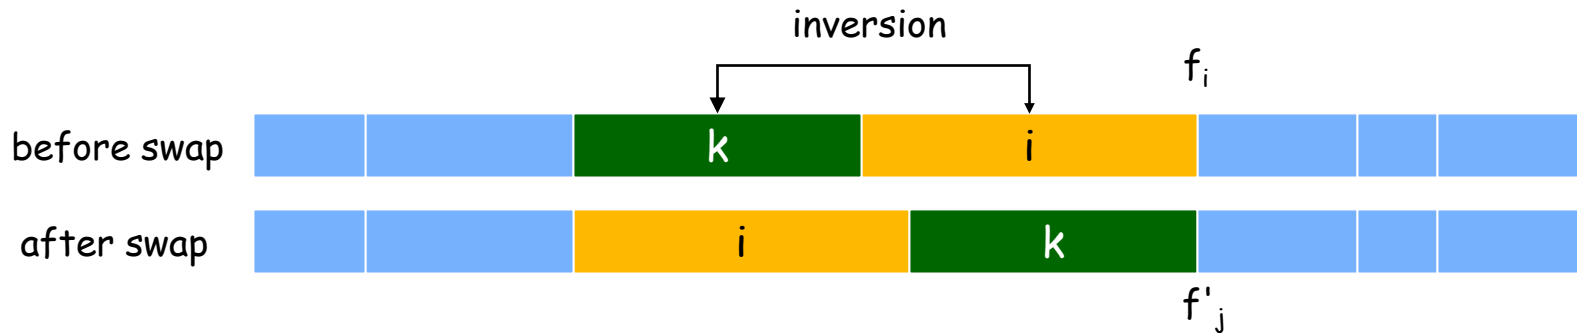 inversion
f_i
before swap k i
after swap i k
f'_j